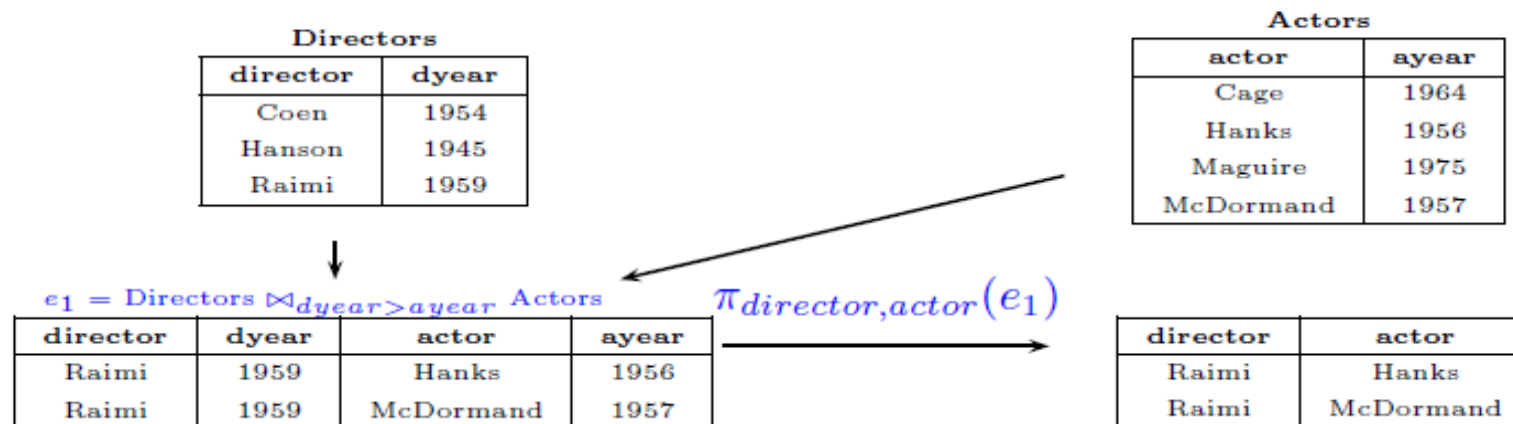 Directors
director dyear
Coen 1954
Hanson 1945
Raimi 1959
Actors
actor ayear
Cage 1964
Hanks 1956
Maguire 1975
McDormand 1957
e₁ = Directors ⋈dyear>ayear Actors
director dyear actor ayear
Raimi 1959 Hanks 1956
Raimi 1959 McDormand 1957
πdirector,actor(e₁)
director actor
Raimi Hanks
Raimi McDormand